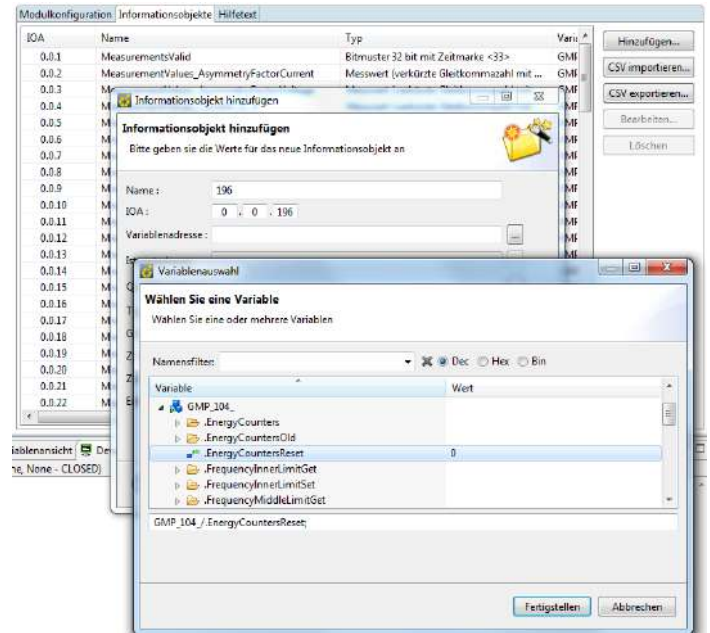 Modulkonfiguration Informationsobjekte Hilfetext
IOA Name Typ
0.0.1 MeasurementsValid Bitmuster 32 bit mit Zeitmarke <33>
0.0.2 MeasurementValues_AsymmetryFactorCurrent Messwert (verkürzte Gleitkommazahl mit ...
0.0.3
0.0.4
0.0.5
0.0.6
0.0.7
0.0.8
0.0.9
0.0.10
0.0.11
0.0.12
0.0.13
0.0.14
0.0.15
0.0.16
0.0.17
0.0.18
0.0.19
0.0.20
0.0.21
0.0.22
Hinzufügen...
CSV importieren...
CSV exportieren...
Bearbeiten...
Löschen
Informationsobjekt hinzufügen
Informationsobjekt hinzufügen
Bitte geben sie die Werte für das neue Informationsobjekt an
Name : 196
IOA : 0 . 0 . 196
Variablenadresse : ...
Variablenauswahl
Wählen Sie eine Variable
Wählen Sie eine oder mehrere Variablen
Namensfilter: Dec Hex Bin
Variable Wert
GMP_104_
.EnergyCounters
.EnergyCountersOld
.EnergyCountersReset 0
.FrequencyInnerLimitGet
.FrequencyInnerLimitSet
.FrequencyMiddleLimitGet
GMP_104_/.EnergyCountersReset;
Fertigstellen Abbrechen
iablenansicht
ne, None - CLOSED)